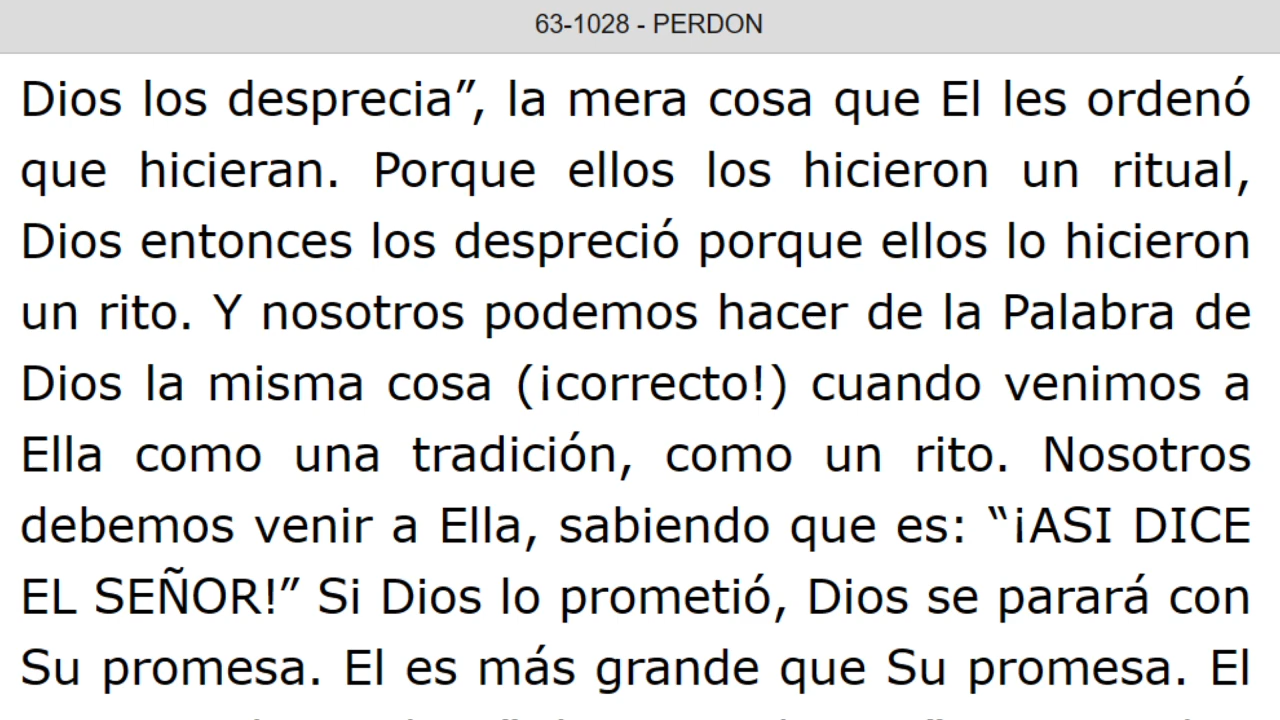 63-1028 - PERDON
Dios los desprecia”, la mera cosa que El les ordenó
que hicieran. Porque ellos los hicieron un ritual,
Dios entonces los despreció porque ellos lo hicieron
un rito. Y nosotros podemos hacer de la Palabra de
Dios la misma cosa (¡correcto!) cuando venimos a
Ella como una tradición, como un rito. Nosotros
debemos venir a Ella, sabiendo que es: “¡ASI DICE
EL SEÑOR!” Si Dios lo prometió, Dios se parará con
Su promesa. El es más grande que Su promesa. El